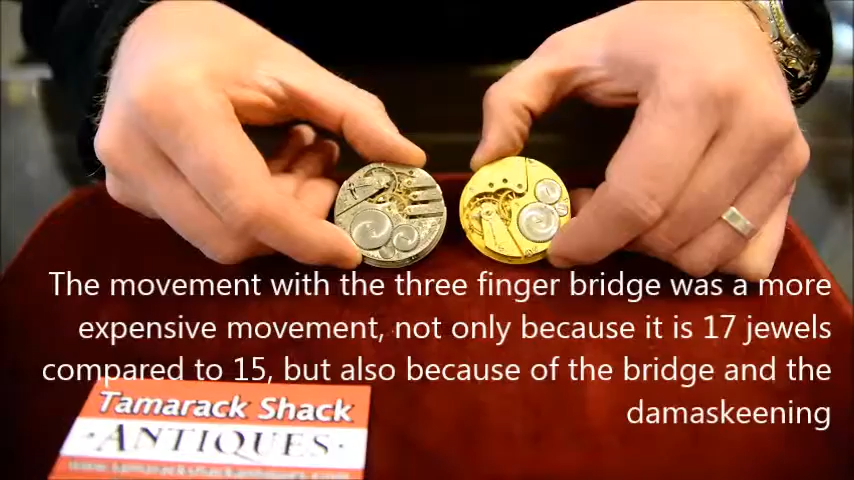 The movement with the three finger bridge was a more
expensive movement, not only because it is 17 jewels
compared to 15, but also because of the bridge and the
damaskeening
Tamarack Shack
ANTIQUES